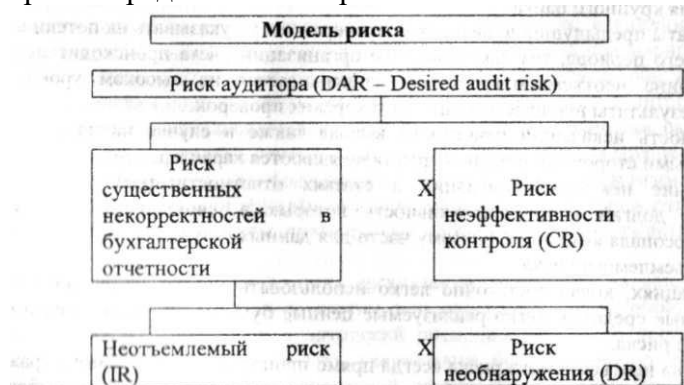 Модель риска
Риск аудитора (DAR – Desired audit risk)
Риск
существенных
некорректностей в
бухгалтерской
отчетности
X
Риск
неэффективности
контроля (CR)
Неотъемлемый риск
(IR)
X
Риск
необнаружения (DR)